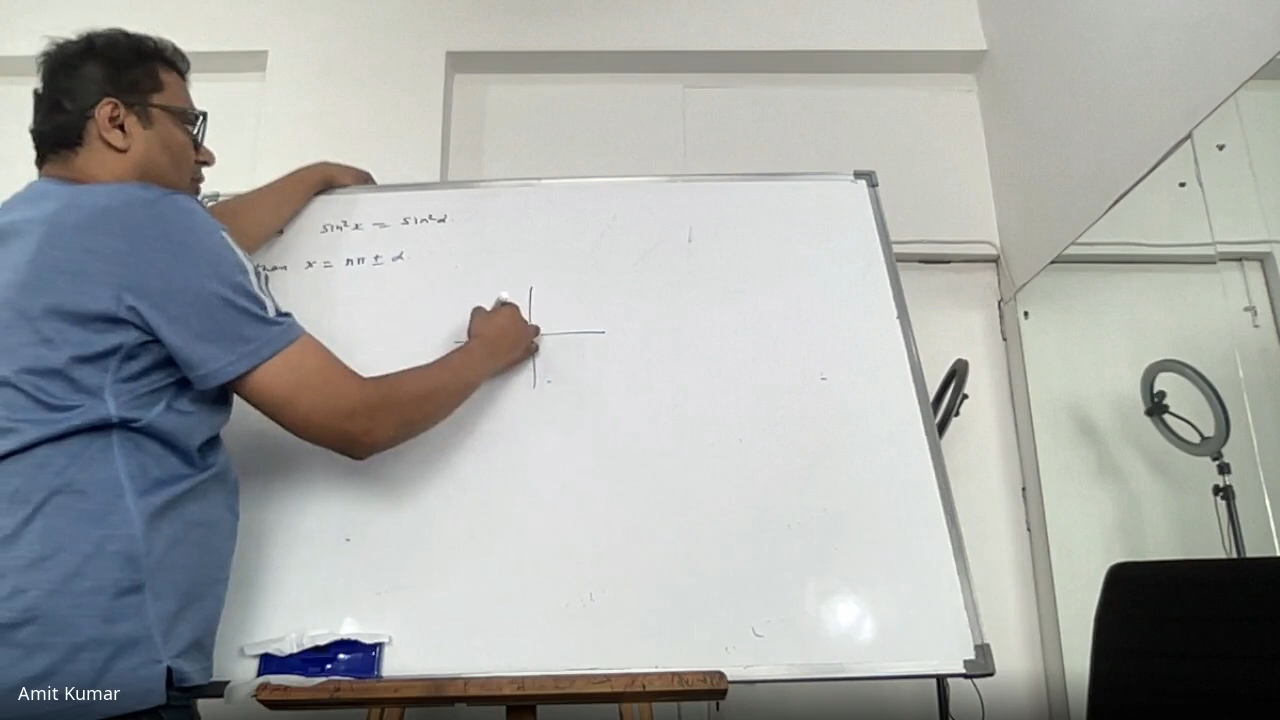 sin²x = sin²α
then x = nπ ± α
Amit Kumar